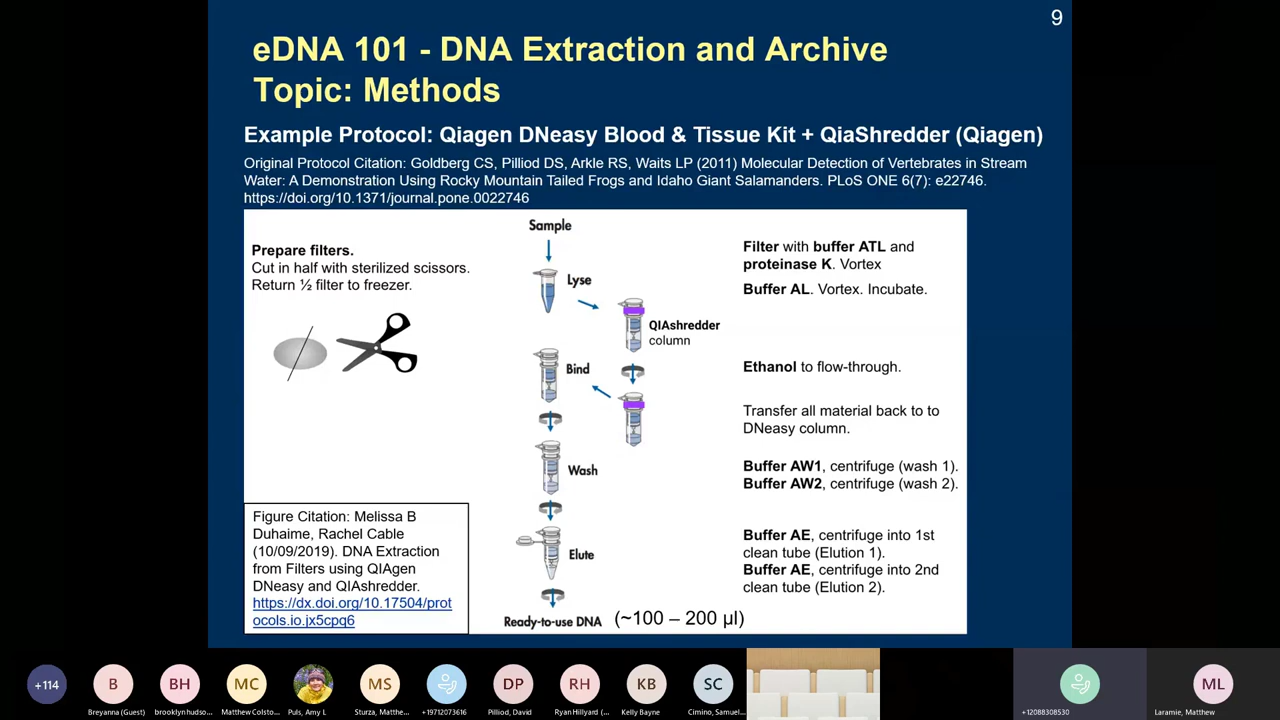 9
eDNA 101 - DNA Extraction and Archive
Topic: Methods
Example Protocol: Qiagen DNeasy Blood & Tissue Kit + QiaShredder (Qiagen)
Original Protocol Citation: Goldberg CS, Pilliod DS, Arkle RS, Waits LP (2011) Molecular Detection of Vertebrates in Stream
Water: A Demonstration Using Rocky Mountain Tailed Frogs and Idaho Giant Salamanders. PLoS ONE 6(7): e22746.
https://doi.org/10.1371/journal.pone.0022746
Prepare filters.
Cut in half with sterilized scissors.
Return ½ filter to freezer.
Sample
Lyse
QIAshredder
column
Bind
Wash
Elute
Ready-to-use DNA (~100 – 200 µl)
Filter with buffer ATL and
proteinase K. Vortex
Buffer AL. Vortex. Incubate.
Ethanol to flow-through.
Transfer all material back to to
DNeasy column.
Buffer AW1, centrifuge (wash 1).
Buffer AW2, centrifuge (wash 2).
Buffer AE, centrifuge into 1st
clean tube (Elution 1).
Buffer AE, centrifuge into 2nd
clean tube (Elution 2).
Figure Citation: Melissa B
Duhaime, Rachel Cable
(10/09/2019). DNA Extraction
from Filters using QIAgen
DNeasy and QIAshredder.
https://dx.doi.org/10.17504/prot
ocols.io.jx5cpq6
+114
B
BH
MC
MS
DP
RH
KB
SC
ML
Breyanna (Guest)
brooklyn hudso...
Matthew Colsto...
Puls, Amy L
Sturza, Matthe...
+19712073616
Pilliod, David
Ryan Hillyard (...
Kelly Bayne
Cimino, Samuel...
+12088308530
Laramie, Matthew